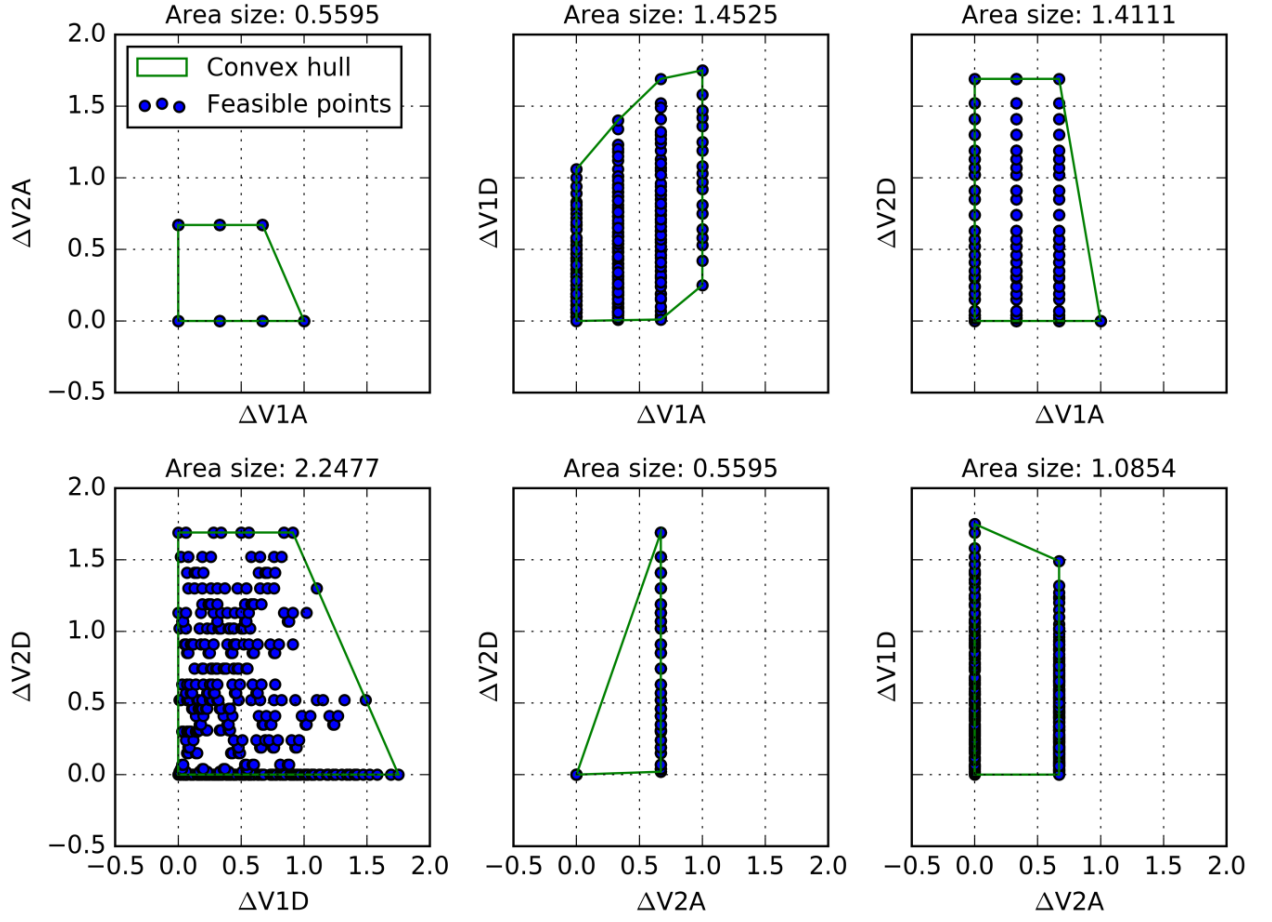 Area size: 0.5595
Area size: 1.4525
Area size: 1.4111
2.0
1.5
1.0
0.5
0.0
−0.5
ΔV2A
Convex hull
Feasible points
ΔV1A
ΔV1D
ΔV1A
ΔV2D
ΔV1A
Area size: 2.2477
Area size: 0.5595
Area size: 1.0854
2.0
1.5
1.0
0.5
0.0
−0.5
ΔV2D
−0.5 0.0 0.5 1.0 1.5 2.0
ΔV1D
ΔV2D
−0.5 0.0 0.5 1.0 1.5 2.0
ΔV2A
ΔV1D
−0.5 0.0 0.5 1.0 1.5 2.0
ΔV2A